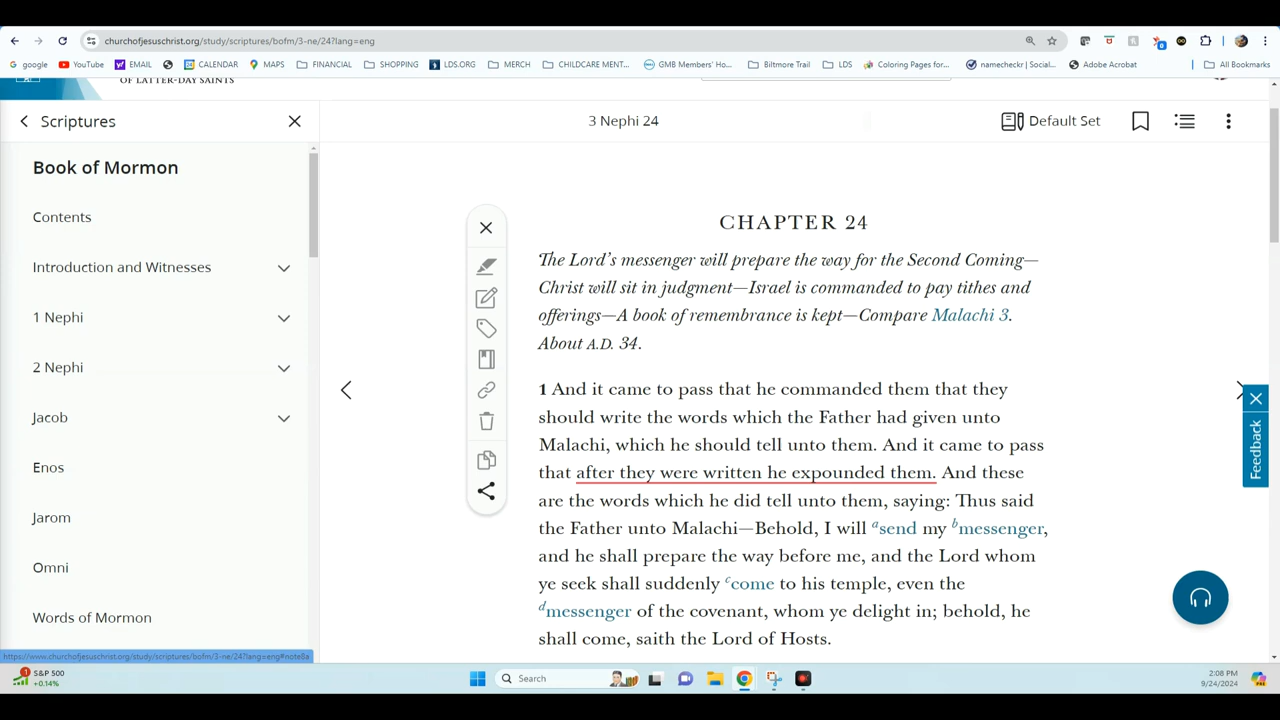 churchofjesuschrist.org/study/scriptures/bofm/3-ne/24?lang=eng
google YouTube EMAIL CALENDAR MAPS FINANCIAL SHOPPING LDS.ORG MERCH CHILDCARE MENT... GMB Members' Ho... Biltmore Trail LDS Coloring Pages for... namecheckr | Social... Adobe Acrobat All Bookmarks
OF LATTER-DAY SAINTS
Scriptures
3 Nephi 24
Default Set
Book of Mormon
Contents
Introduction and Witnesses
1 Nephi
2 Nephi
Jacob
Enos
Jarom
Omni
Words of Mormon
CHAPTER 24
The Lord's messenger will prepare the way for the Second Coming—
Christ will sit in judgment—Israel is commanded to pay tithes and
offerings—A book of remembrance is kept—Compare Malachi 3.
About A.D. 34.
1 And it came to pass that he commanded them that they
should write the words which the Father had given unto
Malachi, which he should tell unto them. And it came to pass
that after they were written he expounded them. And these
are the words which he did tell unto them, saying: Thus said
the Father unto Malachi—Behold, I will a send my b messenger,
and he shall prepare the way before me, and the Lord whom
ye seek shall suddenly c come to his temple, even the
d messenger of the covenant, whom ye delight in; behold, he
shall come, saith the Lord of Hosts.
Feedback
https://www.churchofjesuschrist.org/study/scriptures/bofm/3-ne/24?lang=eng#note8a
S&P 500
+0.14%
Search
2:08 PM
9/24/2024